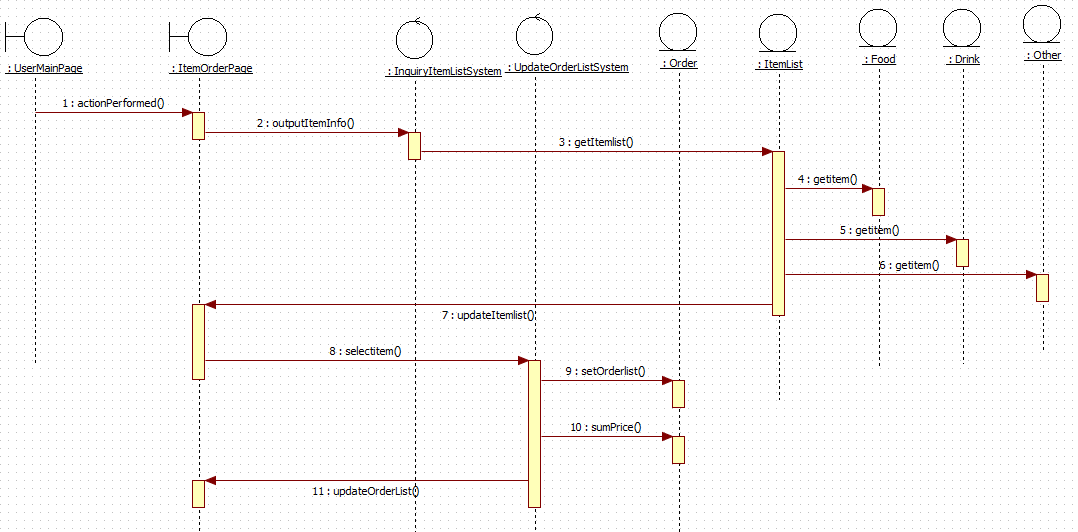 : UserMainPage
: ItemOrderPage
: InquiryItemListSystem
: UpdateOrderListSystem
: Order
: ItemList
: Food
: Drink
: Other
1 : actionPerformed()
2 : outputItemInfo()
3 : getItemlist()
4 : getitem()
5 : getitem()
6 : getitem()
7 : updateItemlist()
8 : selectitem()
9 : setOrderlist()
10 : sumPrice()
11 : updateOrderList()